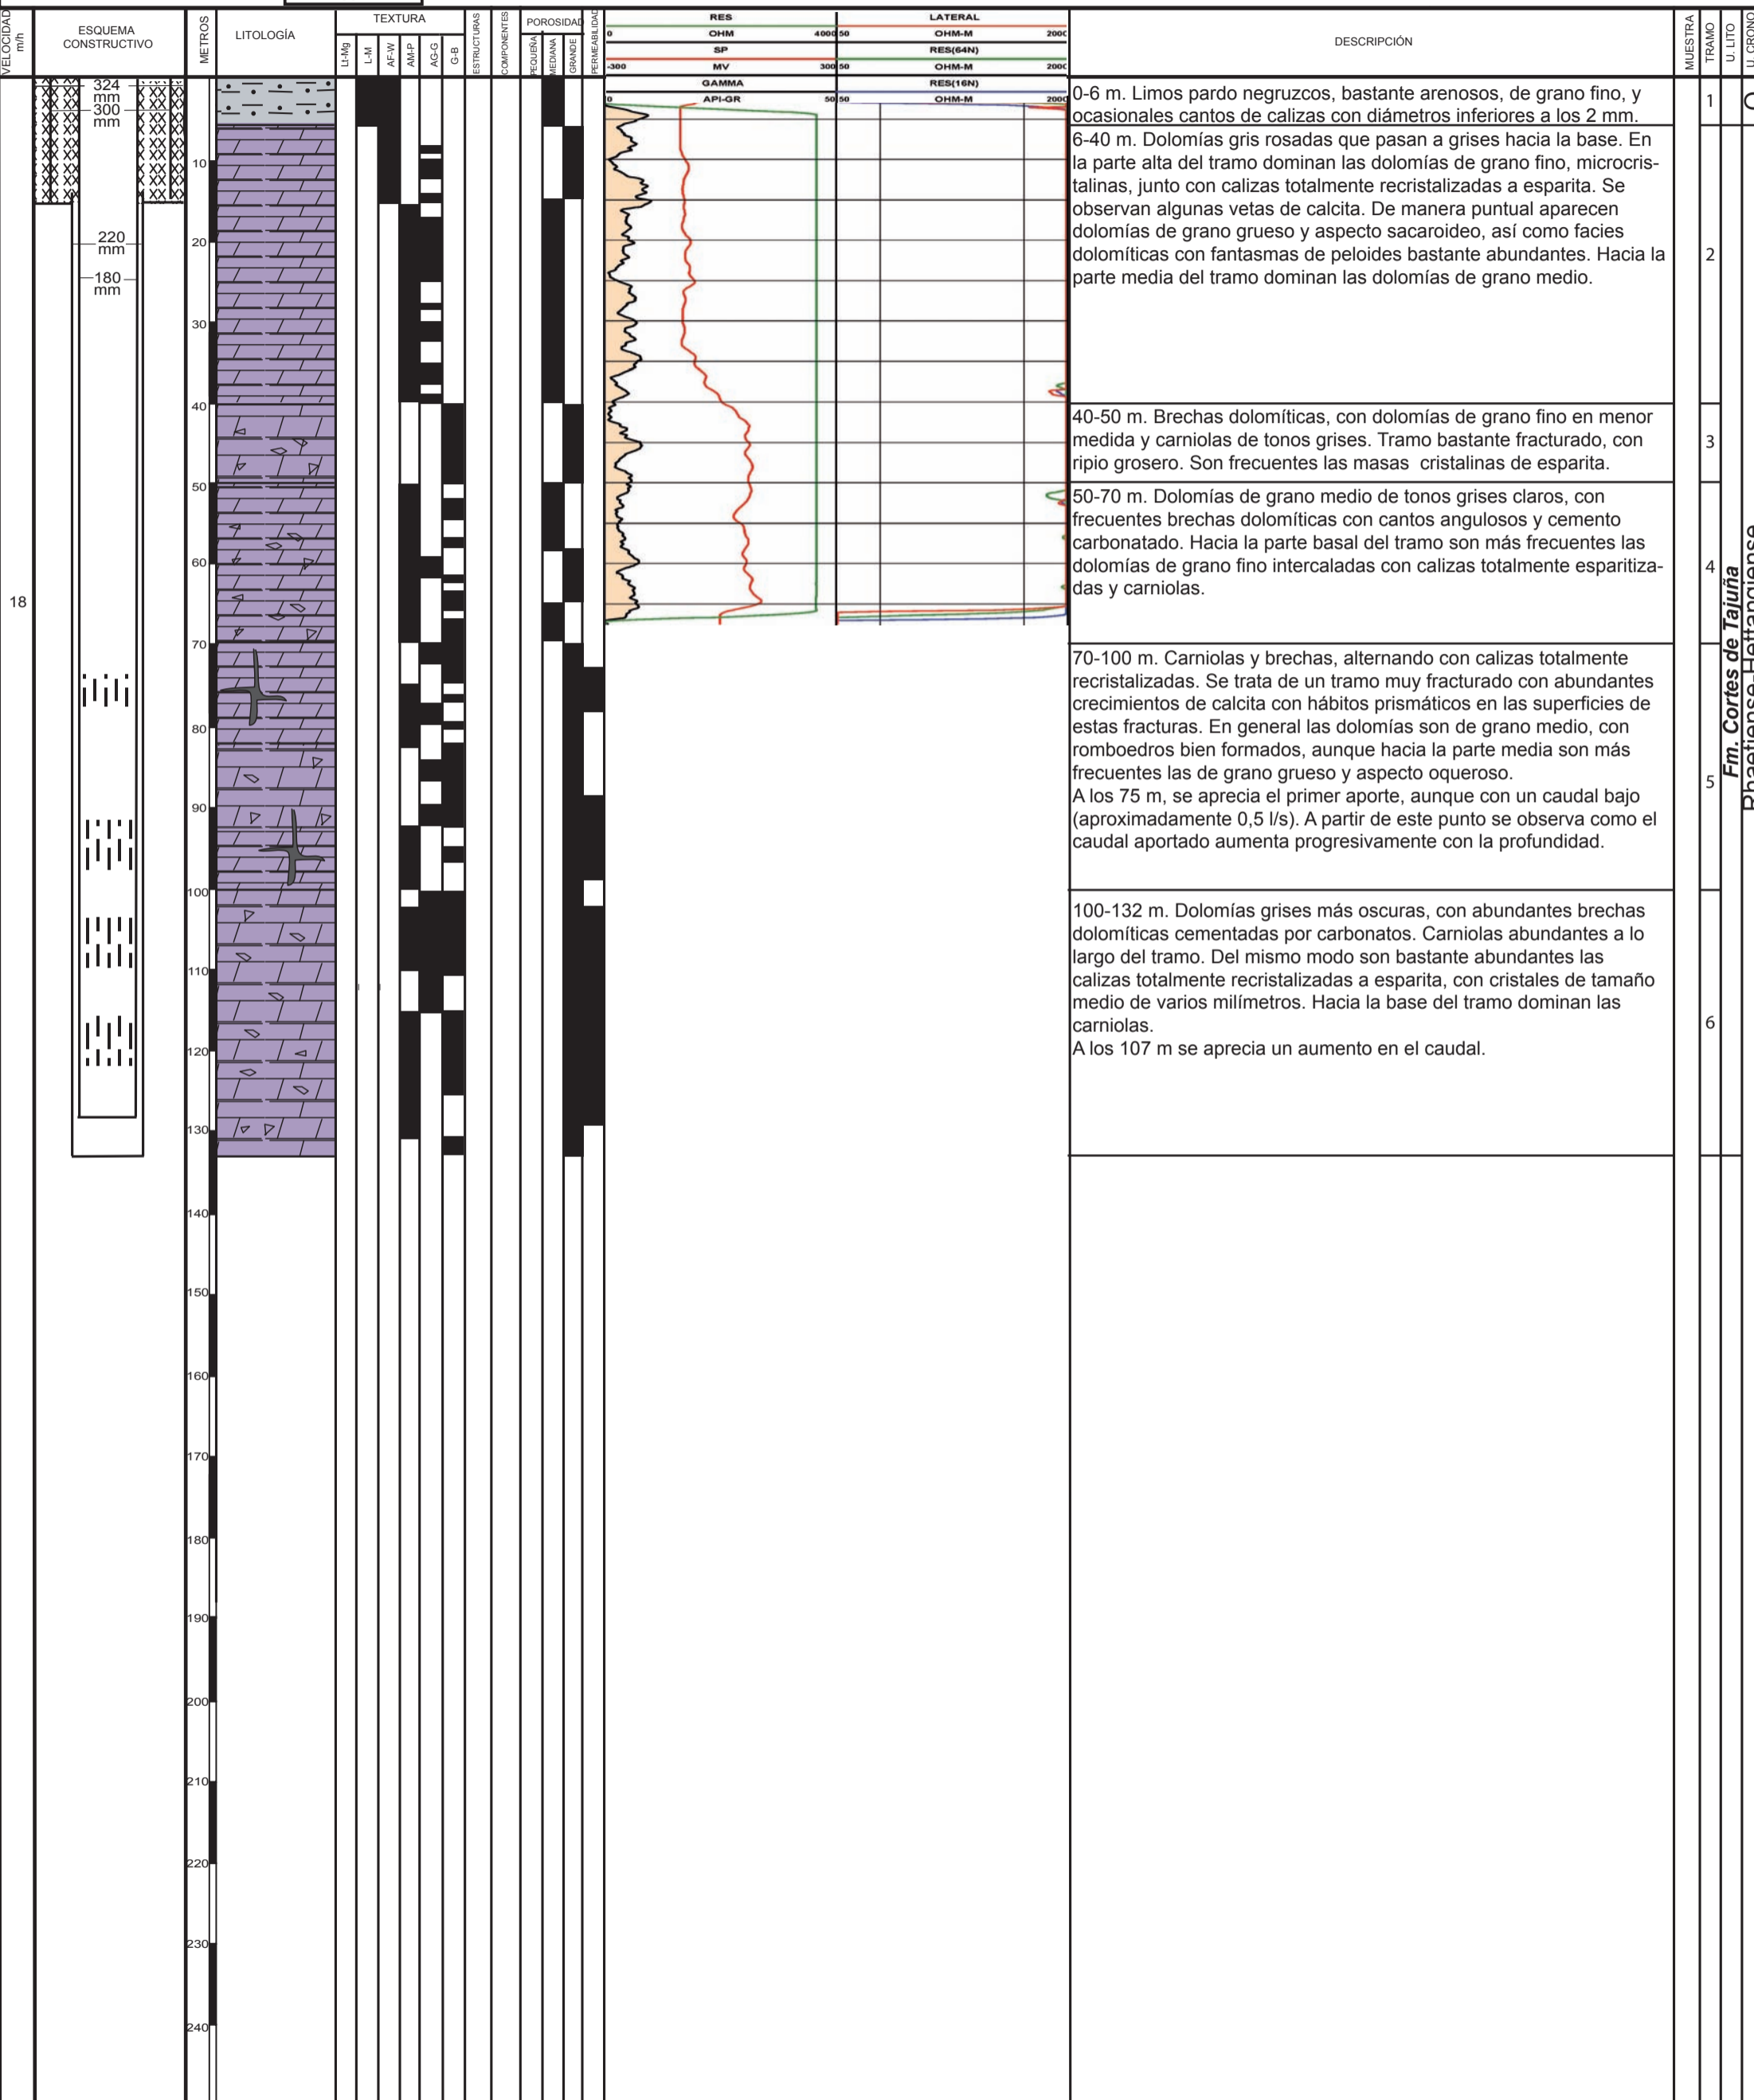 VELOCIDAD
m/h
ESQUEMA
CONSTRUCTIVO
METROS
LITOLOGÍA
TEXTURA
Lt-Mg
L-M
AF-W
AM-P
AG-G
G-B
ESTRUCTURAS
COMPONENTES
POROSIDAD
PEQUEÑA
MEDIANA
GRANDE
PERMEABILIDAD
RES
0 OHM 4000
SP
-300 MV 300
GAMMA
0 API-GR 50
LATERAL
50 OHM-M 2000
RES(64N)
50 OHM-M 2000
RES(16N)
50 OHM-M 2000
DESCRIPCIÓN
MUESTRA
TRAMO
U. LITO
U. CRONO
324
mm
300
mm
220
mm
180
mm
18
10
20
30
40
50
60
70
80
90
100
110
120
130
140
150
160
170
180
190
200
210
220
230
240
0-6 m. Limos pardo negruzcos, bastante arenosos, de grano fino, y
ocasionales cantos de calizas con diámetros inferiores a los 2 mm.
1
6-40 m. Dolomías gris rosadas que pasan a grises hacia la base. En
la parte alta del tramo dominan las dolomías de grano fino, microcris-
talinas, junto con calizas totalmente recristalizadas a esparita. Se
observan algunas vetas de calcita. De manera puntual aparecen
dolomías de grano grueso y aspecto sacaroideo, así como facies
dolomíticas con fantasmas de peloides bastante abundantes. Hacia la
parte media del tramo dominan las dolomías de grano medio.
2
40-50 m. Brechas dolomíticas, con dolomías de grano fino en menor
medida y carniolas de tonos grises. Tramo bastante fracturado, con
ripio grosero. Son frecuentes las masas cristalinas de esparita.
3
50-70 m. Dolomías de grano medio de tonos grises claros, con
frecuentes brechas dolomíticas con cantos angulosos y cemento
carbonatado. Hacia la parte basal del tramo son más frecuentes las
dolomías de grano fino intercaladas con calizas totalmente esparitiza-
das y carniolas.
4
70-100 m. Carniolas y brechas, alternando con calizas totalmente
recristalizadas. Se trata de un tramo muy fracturado con abundantes
crecimientos de calcita con hábitos prismáticos en las superficies de
estas fracturas. En general las dolomías son de grano medio, con
romboedros bien formados, aunque hacia la parte media son más
frecuentes las de grano grueso y aspecto oqueroso.
A los 75 m, se aprecia el primer aporte, aunque con un caudal bajo
(aproximadamente 0,5 l/s). A partir de este punto se observa como el
caudal aportado aumenta progresivamente con la profundidad.
5
100-132 m. Dolomías grises más oscuras, con abundantes brechas
dolomíticas cementadas por carbonatos. Carniolas abundantes a lo
largo del tramo. Del mismo modo son bastante abundantes las
calizas totalmente recristalizadas a esparita, con cristales de tamaño
medio de varios milímetros. Hacia la base del tramo dominan las
carniolas.
A los 107 m se aprecia un aumento en el caudal.
6
Fm. Cortes de Tajuña
Rhaetiense-Hettangiense